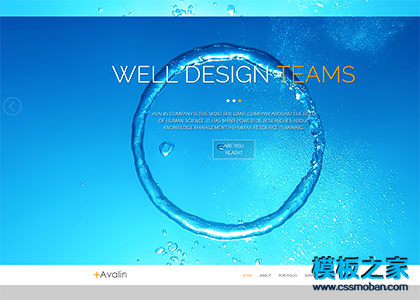 WELL DESIGN TEAMS
AVALIN COMPANY IS THE MOST BRILLIANT COMPANY AROUND THE
OF HUMAN SCIENCE. IT HAS MANY POWERFUL RESEARCHES ABOUT
KNOWLEDGE MANAGEMENT IN HUMAN RESOURCE PLANNING.
ARE YOU
READY?
+Avalin
HOME ABOUT PORTFOLIO
模板之家
www.cssmoban.com